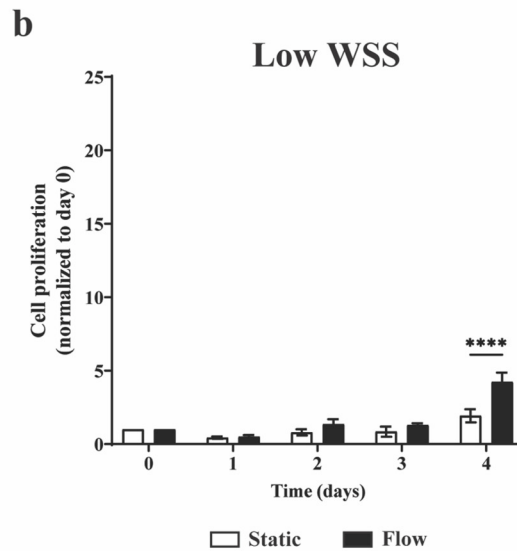 b
Low WSS
Cell proliferation
(normalized to day 0)
25
20
15
10
5
0
****
0 1 2 3 4
Time (days)
Static Flow